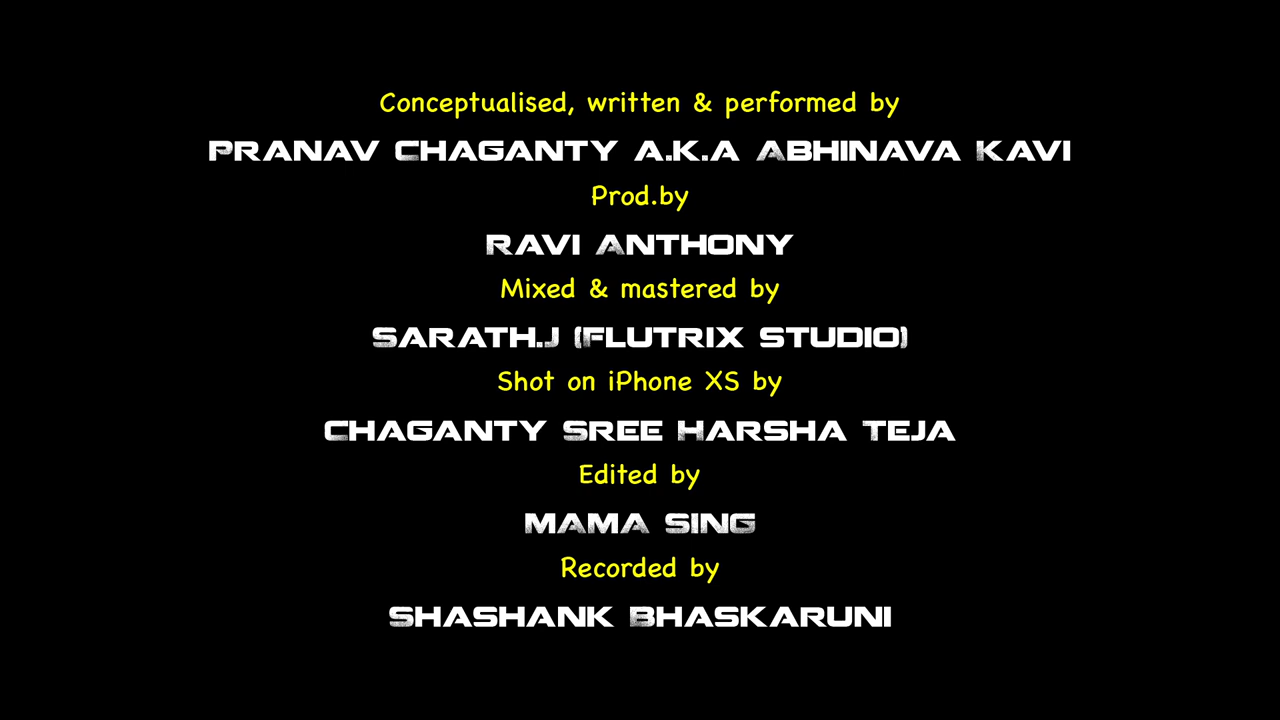 Conceptualised, written & performed by
PRANAV CHAGANTY A.K.A ABHINAVA KAVI
Prod.by
RAVI ANTHONY
Mixed & mastered by
SARATH.J (FLUTRIX STUDIO)
Shot on iPhone XS by
CHAGANTY SREE HARSHA TEJA
Edited by
MAMA SING
Recorded by
SHASHANK BHASKARUNI